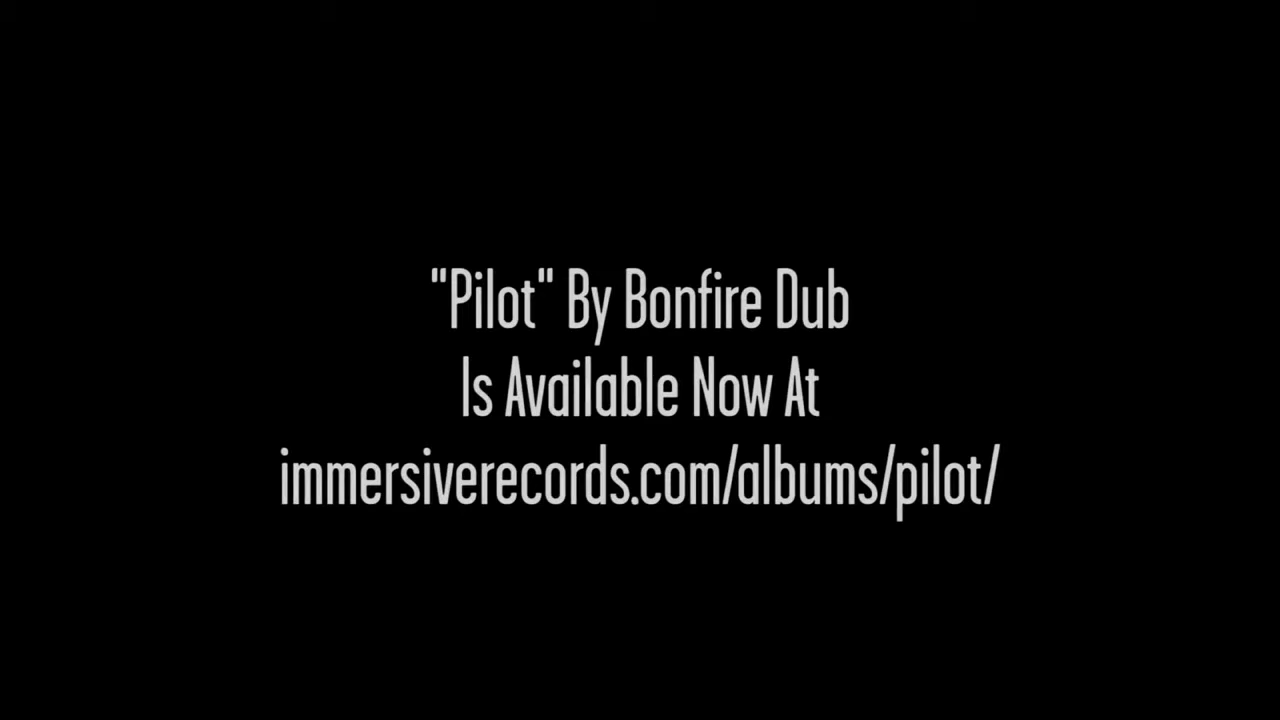 "Pilot" By Bonfire Dub
Is Available Now At
immersiverecords.com/albums/pilot/